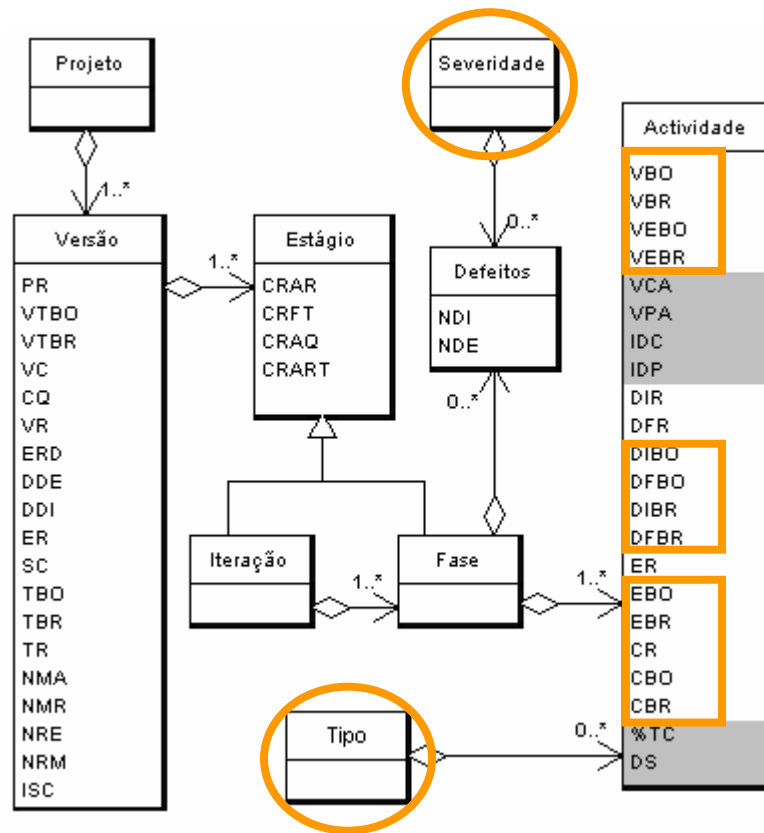 Projeto
1..*
Versão
PR
VTBO
VTBR
VC
CQ
VR
ERD
DDE
DDI
ER
SC
TBO
TBR
TR
NMA
NMR
NRE
NRM
ISC
1..*
Estágio
CRAR
CRFT
CRAQ
CRART
Severidade
0..*
Defeitos
NDI
NDE
0..*
Iteração
1..*
Fase
1..*
Tipo
0..*
Actividade
VBO
VBR
VEBO
VEBR
VCA
VPA
IDC
IDP
DIR
DFR
DIBO
DFBO
DIBR
DFBR
ER
EBO
EBR
CR
CBO
CBR
%TC
DS